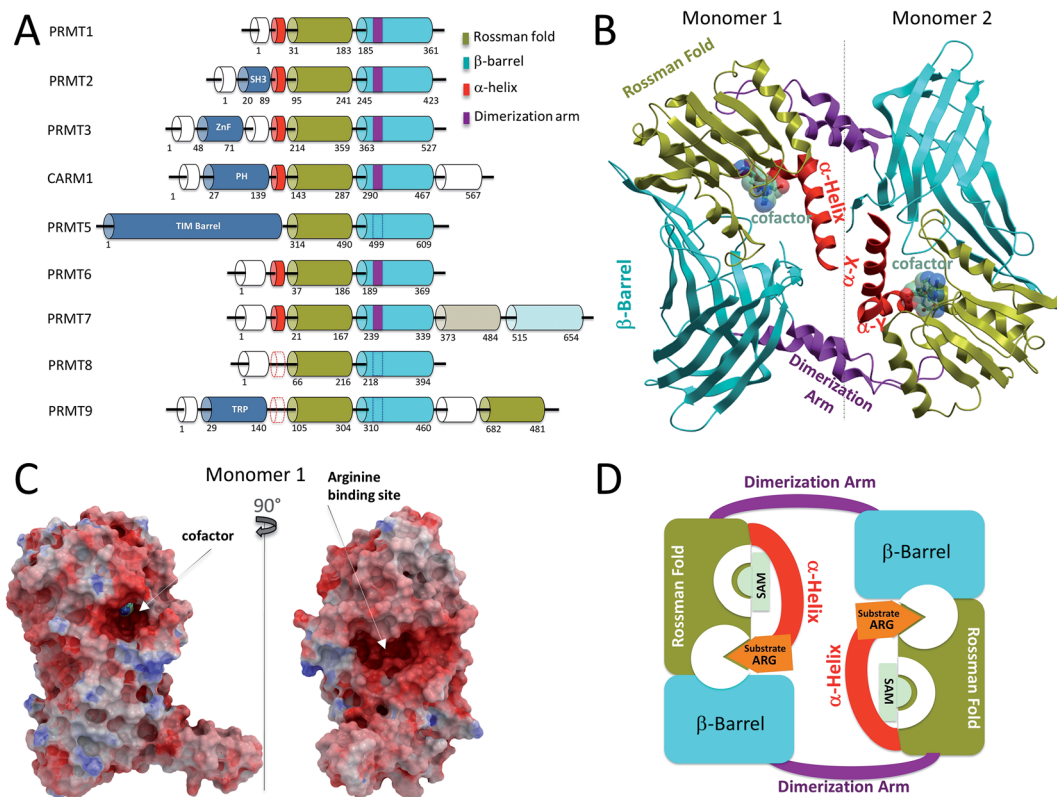 A
PRMT1
1 31 183 185 361
PRMT2
SH3
1 20 89 95 241 245 423
PRMT3
ZnF
1 48 71 214 359 363 527
CARM1
PH
1 27 139 143 287 290 467 567
PRMT5
TIM Barrel
1 314 490 499 609
PRMT6
1 37 186 189 369
PRMT7
1 21 167 239 339 373 484 515 654
PRMT8
1 66 216 218 394
PRMT9
TRP
1 29 140 105 304 310 460 682 481
Rossman fold
β-barrel
α-helix
Dimerization arm
B
Monomer 1
Monomer 2
Rossman Fold
α-Helix
cofactor
α-X
cofactor
α-Y
β-Barrel
Dimerization
Arm
C
Monomer 1
cofactor
90°
Arginine
binding site
D
Dimerization Arm
Rossman Fold
SAM
α-Helix
β-Barrel
Substrate
ARG
Substrate
ARG
α-Helix
SAM
Rossman Fold
β-Barrel
Dimerization Arm